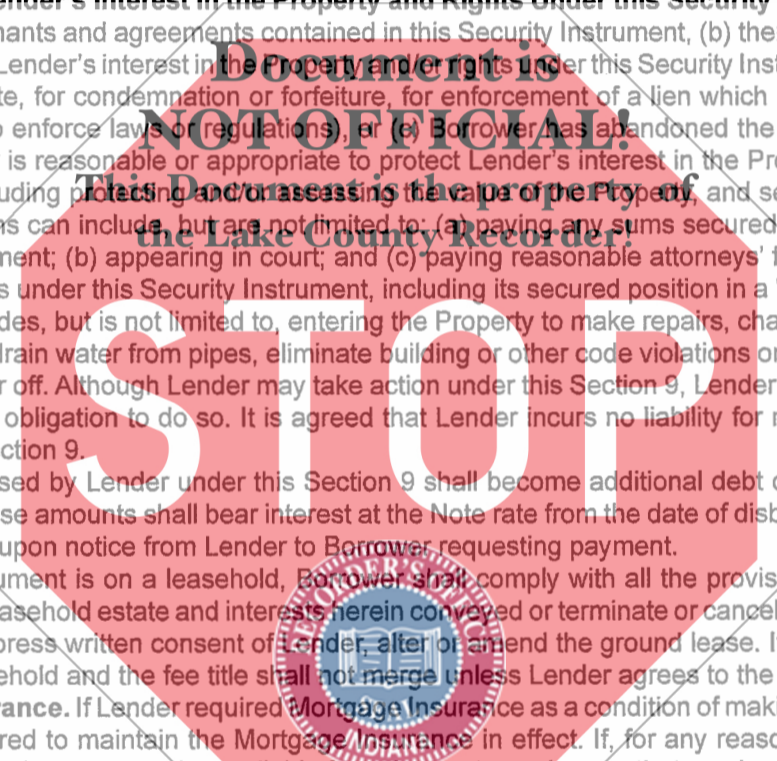 ender's Interest in the Property and Rights Under this Security
nants and agreements contained in this Security Instrument, (b) the
Lender's interest in the Property and/or rights under this Security Inst
te, for condemnation or forfeiture, for enforcement of a lien which
o enforce laws or regulations), or (c) Borrower has abandoned the
is reasonable or appropriate to protect Lender's interest in the Pro
uding protecting and/or assessing the value of the Property, and se
ns can include, but are not limited to: (a) paying any sums secured
ment; (b) appearing in court; and (c) paying reasonable attorneys' f
s under this Security Instrument, including its secured position in a
des, but is not limited to, entering the Property to make repairs, cha
drain water from pipes, eliminate building or other code violations or
r off. Although Lender may take action under this Section 9, Lender
obligation to do so. It is agreed that Lender incurs no liability for
ction 9.
sed by Lender under this Section 9 shall become additional debt o
se amounts shall bear interest at the Note rate from the date of disb
upon notice from Lender to Borrower requesting payment.
ument is on a leasehold, Borrower shall comply with all the provis
easehold estate and interests herein conveyed or terminate or cancel
press written consent of Lender, alter or amend the ground lease. I
ehold and the fee title shall not merge unless Lender agrees to the
rance. If Lender required Mortgage Insurance as a condition of maki
red to maintain the Mortgage Insurance in effect. If, for any reaso
Document is
NOT OFFICIAL!
This Document is the property of
the Lake County Recorder!
STOP
RECORDER'S OFFICE
SEAL
INDIANA